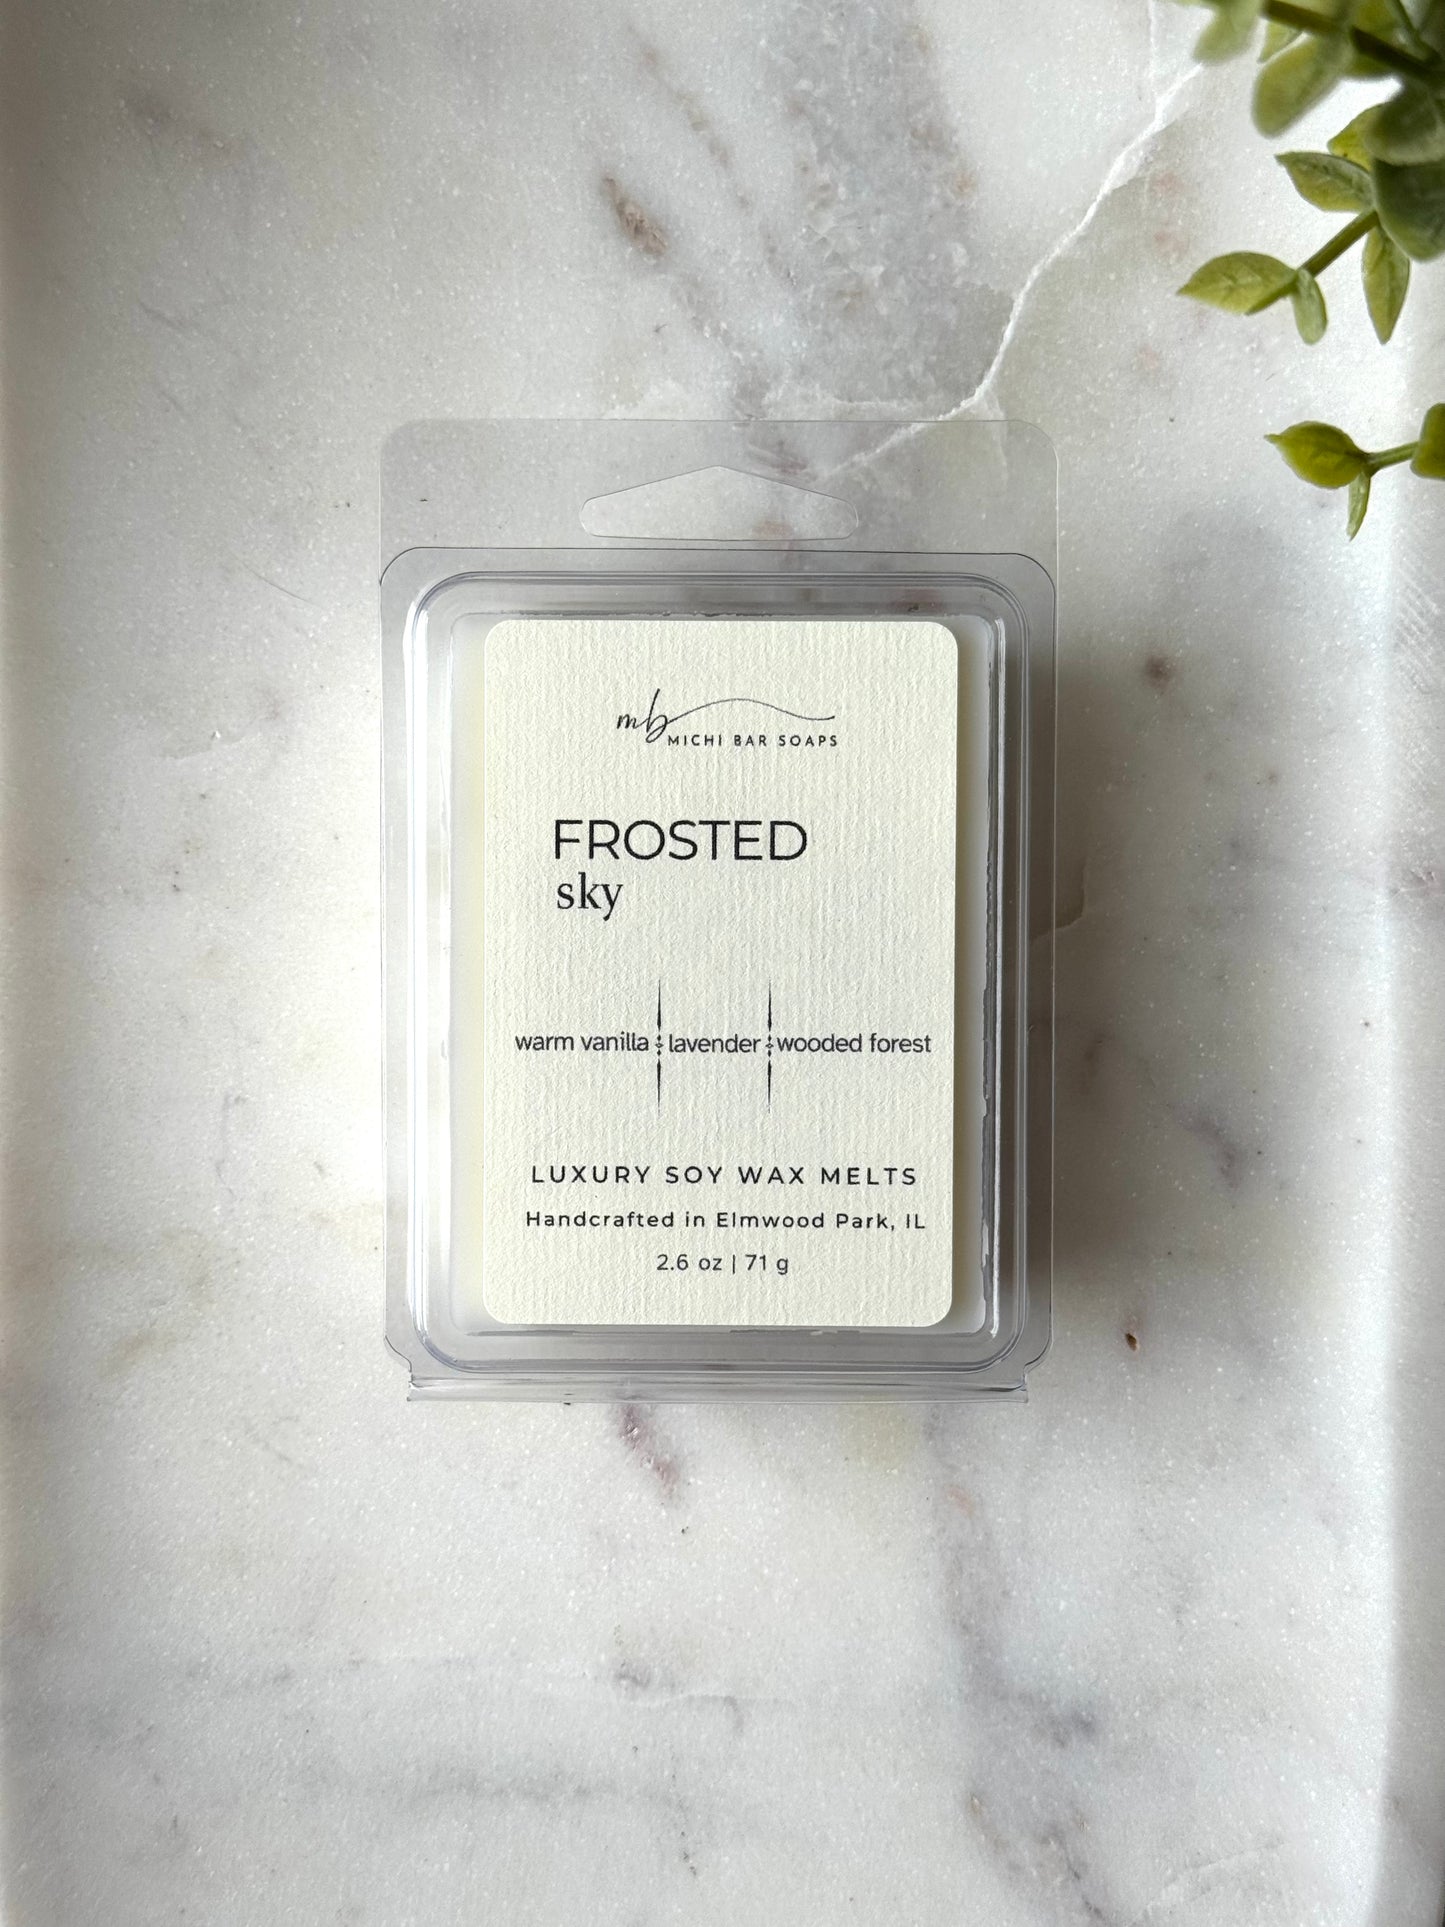 mb
MICHI BAR SOAPS
FROSTED
sky
warm vanilla lavender wooded forest
LUXURY SOY WAX MELTS
Handcrafted in Elmwood Park, IL
2.6 oz | 71 g